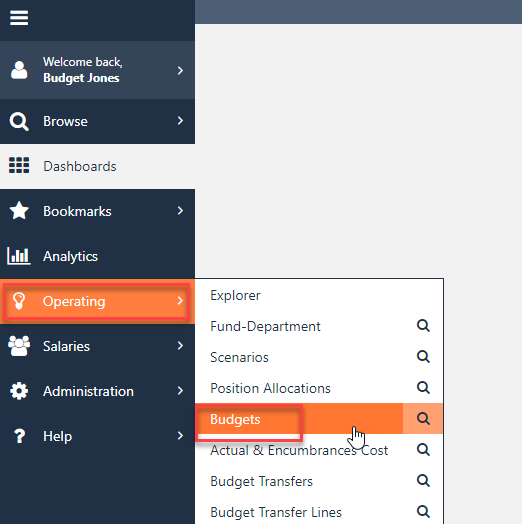 Welcome back,
Budget Jones
Browse
Dashboards
Bookmarks
Analytics
Operating
Salaries
Administration
Help
Explorer
Fund-Department
Scenarios
Position Allocations
Budgets
Actual & Encumbrances Cost
Budget Transfers
Budget Transfer Lines